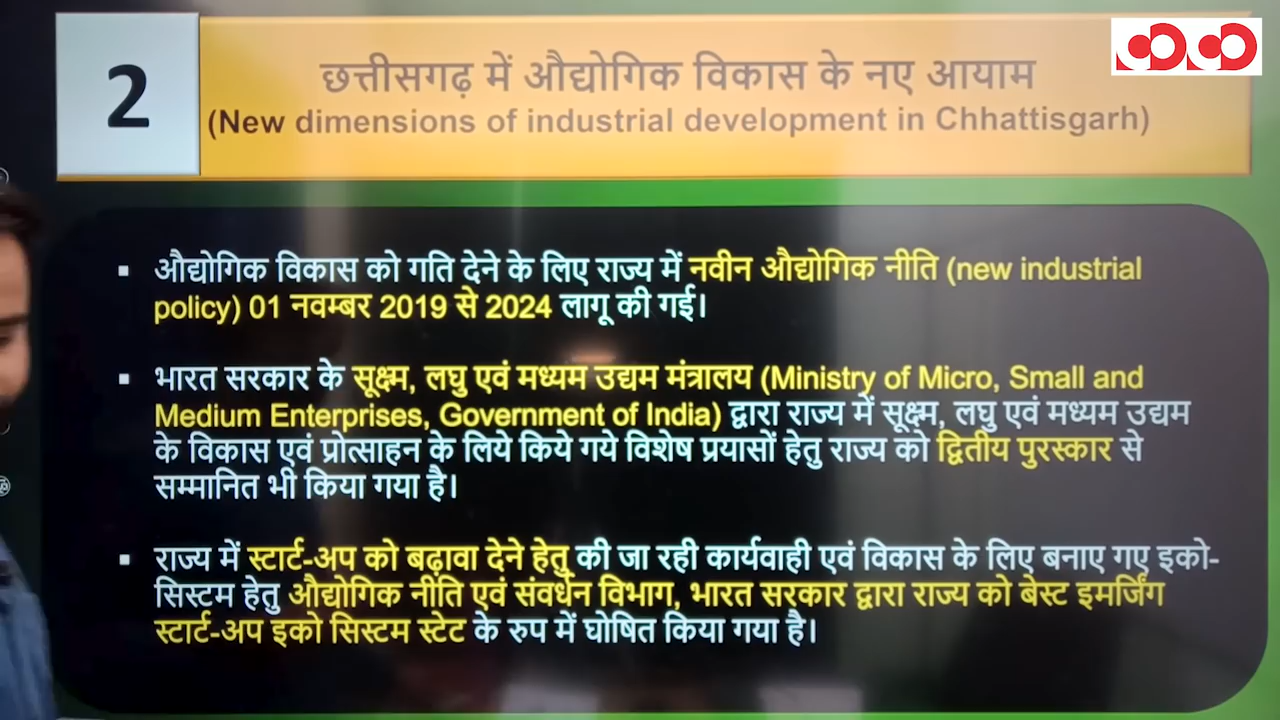 2
छत्तीसगढ़ में औद्योगिक विकास के नए आयाम
(New dimensions of industrial development in Chhattisgarh)
▪ औद्योगिक विकास को गति देने के लिए राज्य में नवीन औद्योगिक नीति (new industrial
policy) 01 नवम्बर 2019 से 2024 लागू की गई।
▪ भारत सरकार के सूक्ष्म, लघु एवं मध्यम उद्यम मंत्रालय (Ministry of Micro, Small and
Medium Enterprises, Government of India) द्वारा राज्य में सूक्ष्म, लघु एवं मध्यम उद्यम
के विकास एवं प्रोत्साहन के लिये किये गये विशेष प्रयासों हेतु राज्य को द्वितीय पुरस्कार से
सम्मानित भी किया गया है।
▪ राज्य में स्टार्ट-अप को बढ़ावा देने हेतु की जा रही कार्यवाही एवं विकास के लिए बनाए गए इको-
सिस्टम हेतु औद्योगिक नीति एवं संवर्धन विभाग, भारत सरकार द्वारा राज्य को बेस्ट इमर्जिंग
स्टार्ट-अप इको सिस्टम स्टेट के रुप में घोषित किया गया है।